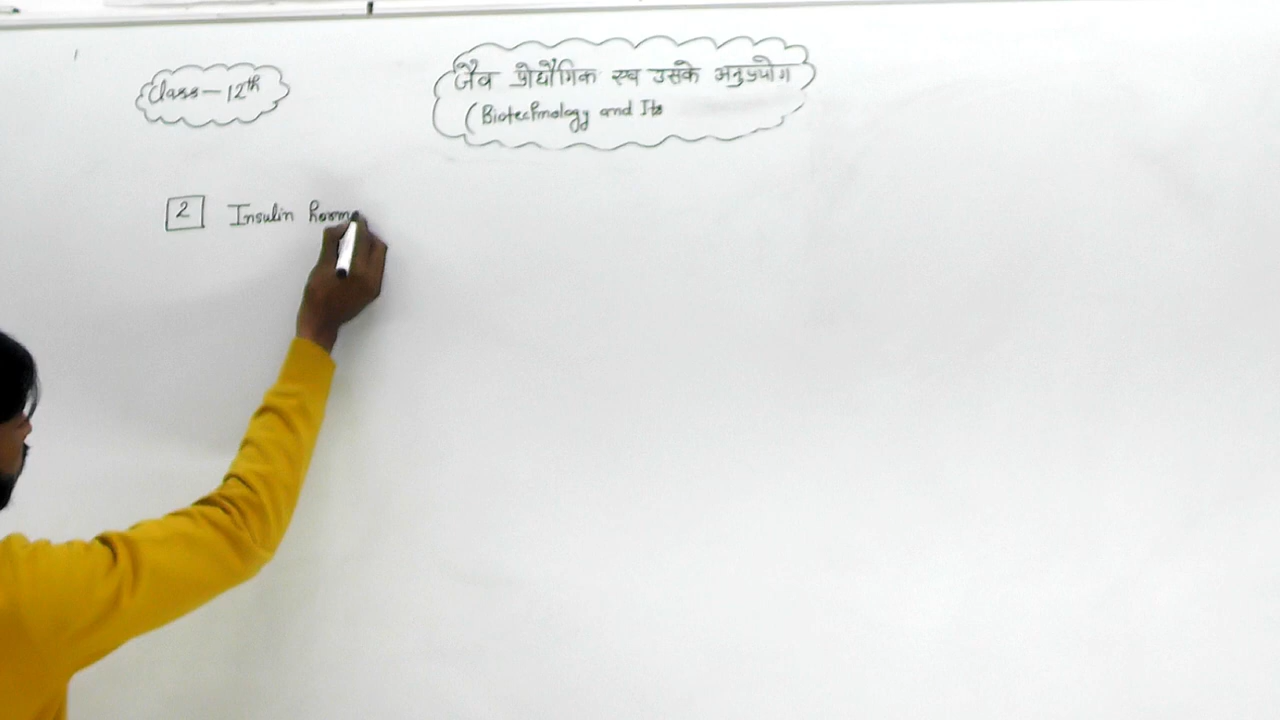 Class-12th
जैव प्रोद्यौगिक एवं उसके अनुप्रयोग
(Biotechnology and Its
2 Insulin horm